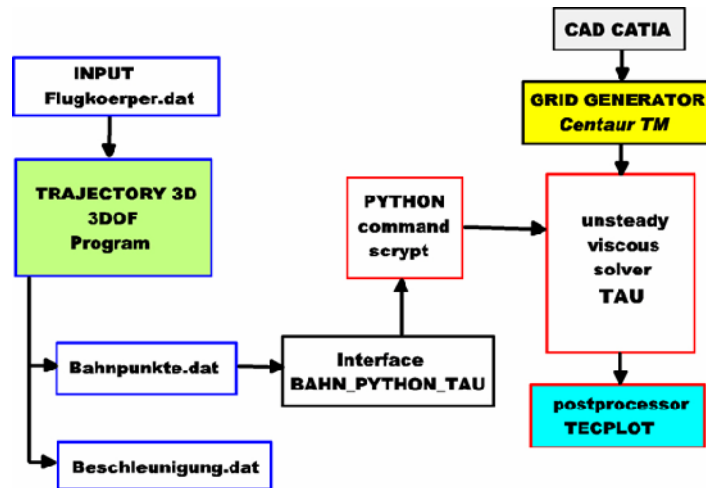 CAD CATIA
INPUT
Flugkoerper.dat
GRID GENERATOR
Centaur TM
TRAJECTORY 3D
3DOF
Program
PYTHON
command
scrypt
unsteady
viscous
solver
TAU
Bahnpunkte.dat
Interface
BAHN_PYTHON_TAU
postprocessor
TECPLOT
Beschleunigung.dat